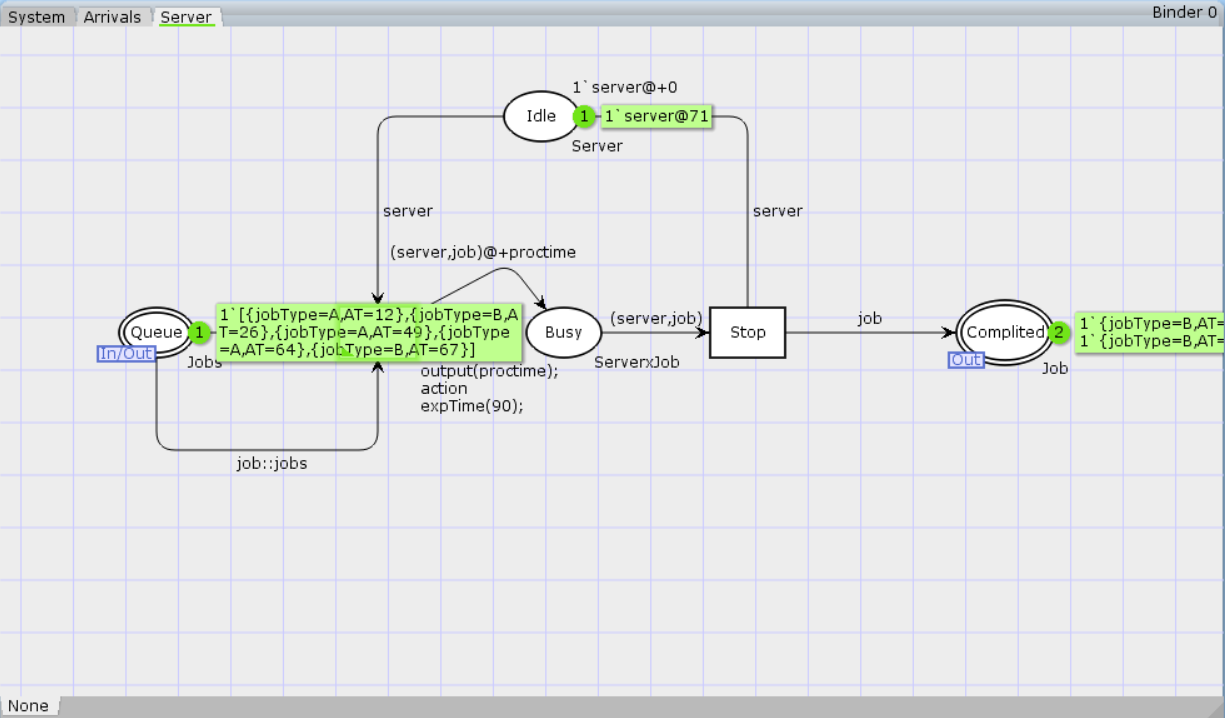 System Arrivals Server Binder 0
1`server@+0
Idle 1 1`server@71
Server
server server
(server,job)@+proctime
1`[{jobType=A,AT=12},{jobType=B,A
T=26},{jobType=A,AT=49},{jobType
=A,AT=64},{jobType=B,AT=67}]
Queue 1
In/Out
Jobs
Busy
ServerxJob
(server,job)
Stop
job
Complited 2
1`{jobType=B,AT=
1`{jobType=B,AT=
Out
Job
output(proctime);
action
expTime(90);
job::jobs
None